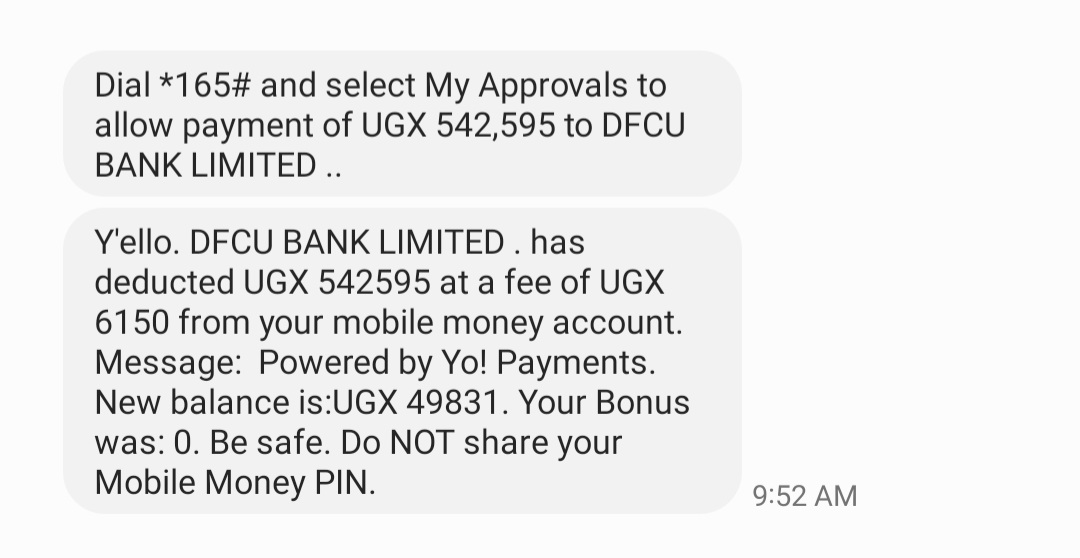 Dial *165# and select My Approvals to
allow payment of UGX 542,595 to DFCU
BANK LIMITED ..
Y'ello. DFCU BANK LIMITED . has
deducted UGX 542595 at a fee of UGX
6150 from your mobile money account.
Message:  Powered by Yo! Payments.
New balance is:UGX 49831. Your Bonus
was: 0. Be safe. Do NOT share your
Mobile Money PIN.
9:52 AM